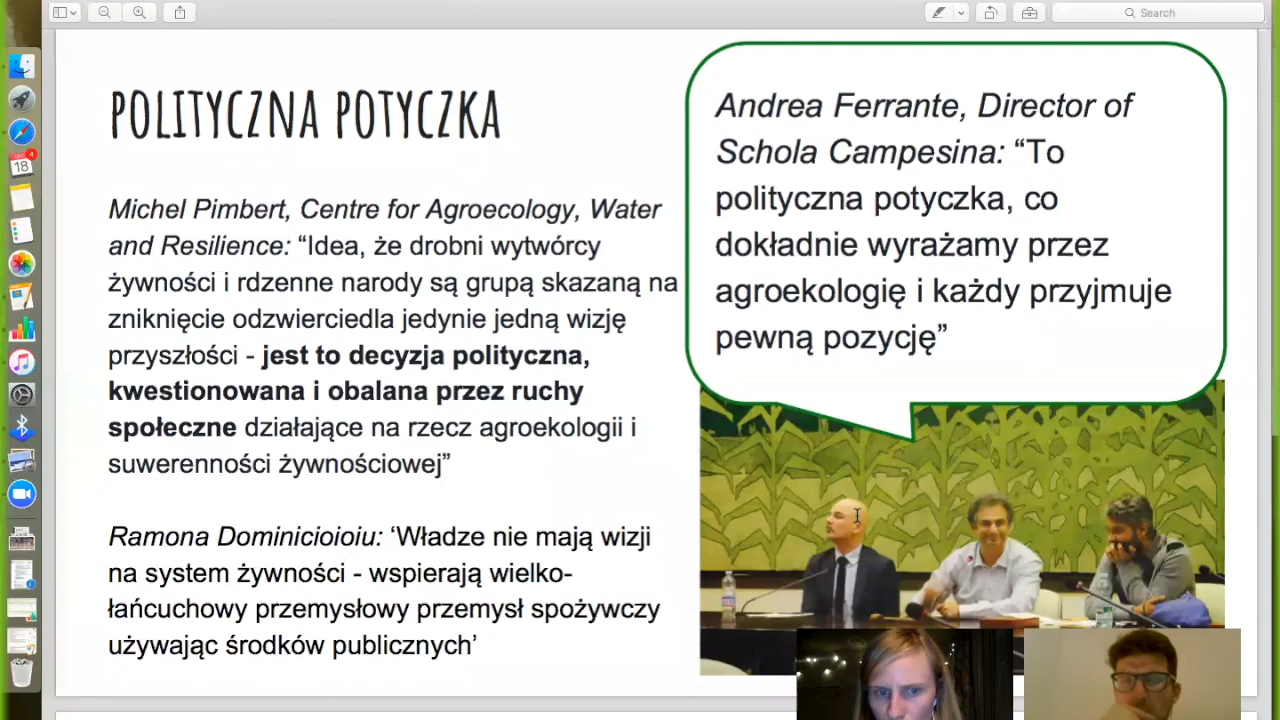 Search
4
18
POLITYCZNA POTYCZKA
Michel Pimbert, Centre for Agroecology, Water
and Resilience: “Idea, że drobni wytwórcy
żywności i rdzenne narody są grupą skazaną na
zniknięcie odzwierciedla jedynie jedną wizję
przyszłości - jest to decyzja polityczna,
kwestionowana i obalana przez ruchy
społeczne działające na rzecz agroekologii i
suwerenności żywnościowej”
Ramona Dominicioioiu: ‘Władze nie mają wizji
na system żywności - wspierają wielko-
łańcuchowy przemysłowy przemysł spożywczy
używając środków publicznych’
Andrea Ferrante, Director of
Schola Campesina: “To
polityczna potyczka, co
dokładnie wyrażamy przez
agroekologię i każdy przyjmuje
pewną pozycję”